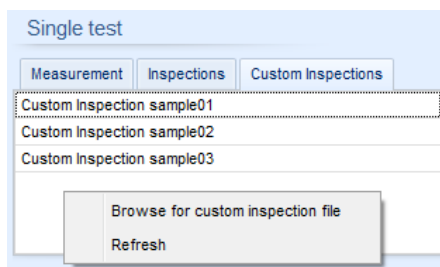 Single test
Measurement Inspections Custom Inspections
Custom Inspection sample01
Custom Inspection sample02
Custom Inspection sample03
Browse for custom inspection file
Refresh